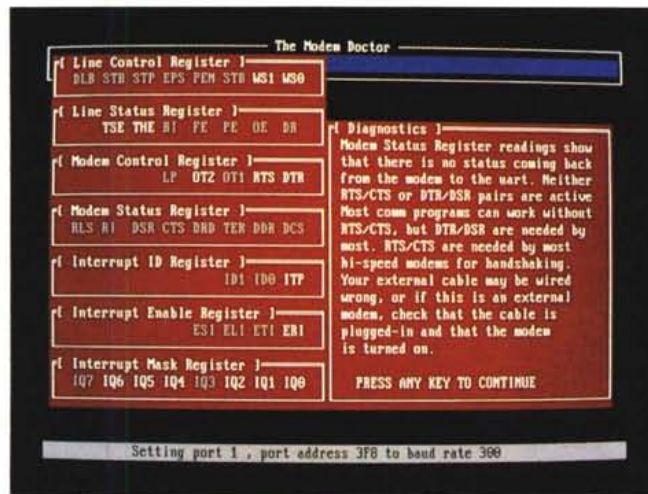 The Modem Doctor
[ Line Control Register ]
DLB STB STP EPS PEN STB WS1 WS0
[ Line Status Register ]
TSE THE BI FE PE OE DR
[ Modem Control Register ]
LP OT2 OT1 RTS DTR
[ Modem Status Register ]
RLS RI DSR CTS DRD TER DDR DCS
[ Interrupt ID Register ]
ID1 ID0 ITP
[ Interrupt Enable Register ]
ESI ELI ETI ERI
[ Interrupt Mask Register ]
IQ7 IQ6 IQ5 IQ4 IQ3 IQ2 IQ1 IQ0
[ Diagnostics ]
Modem Status Register readings show
that there is no status coming back
from the modem to the uart. Neither
RTS/CTS or DTR/DSR pairs are active
Most comm programs can work without
RTS/CTS, but DTR/DSR are needed by
most. RTS/CTS are needed by most
hi-speed modems for handshaking.
Your external cable may be wired
wrong, or if this is an external
modem, check that the cable is
plugged-in and that the modem
is turned on.
PRESS ANY KEY TO CONTINUE
Setting port 1 , port address 3F8 to baud rate 300